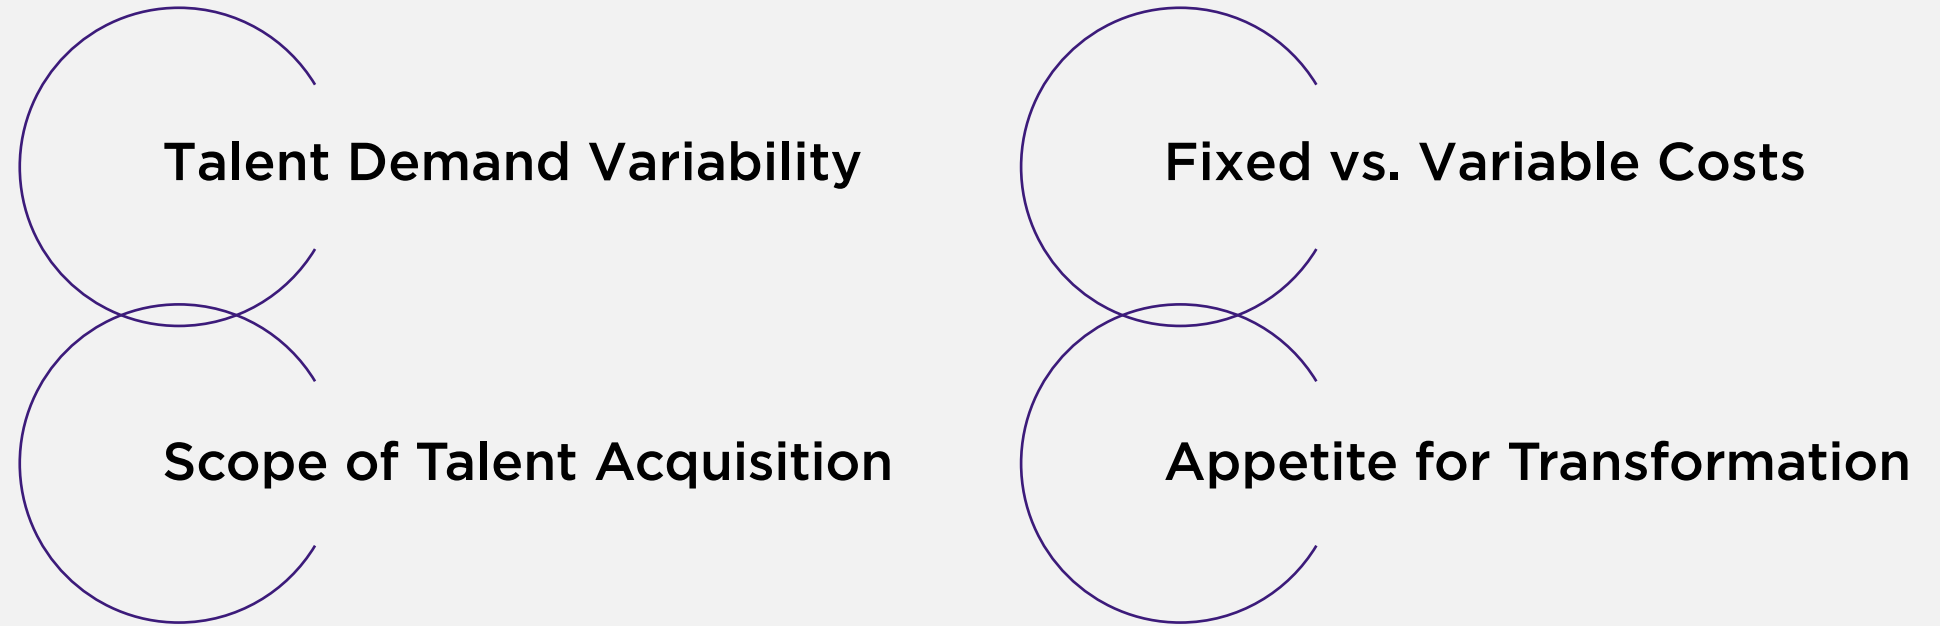 Talent Demand Variability
Fixed vs. Variable Costs
Scope of Talent Acquisition
Appetite for Transformation